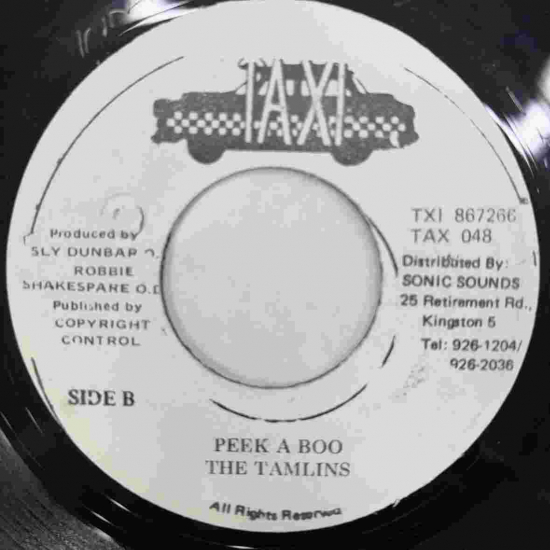 TAXI
Produced by
SLY DUNBAR O.
ROBBIE
SHAKESPARE O.D
Published by
COPYRIGHT
CONTROL
SIDE B
TXI 867266
TAX 048
Distributed By:
SONIC SOUNDS
25 Retirement Rd.,
Kingston 5
Tel: 926-1204/
926-2036
PEEK A BOO
THE TAMLINS
All Rights